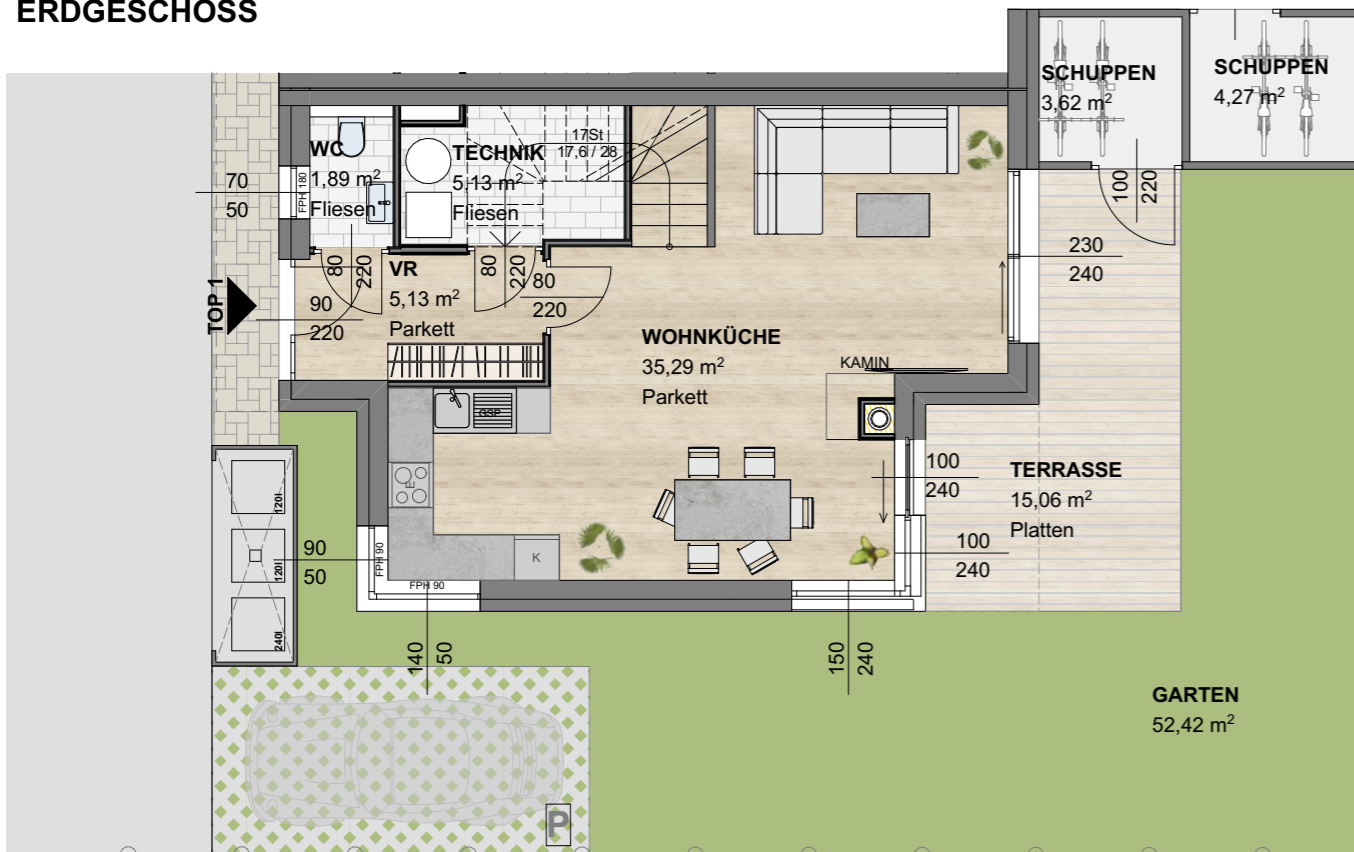 ERDGESCHOSS
SCHUPPEN
3,62 m²
SCHUPPEN
4,27 m²
100
220
WC
1,89 m²
Fliesen
70
50
FPH 180
TECHNIK
5,13 m²
Fliesen
17St
17,6 / 28
80
220
80
220
VR
5,13 m²
Parkett
90
220
80
220
TOP 1
WOHNKÜCHE
35,29 m²
Parkett
KAMIN
230
240
GSP
E
K
100
240
100
240
TERRASSE
15,06 m²
Platten
120l
120l
240l
90
50
FPH 90
FPH 90
140
50
150
240
GARTEN
52,42 m²
P